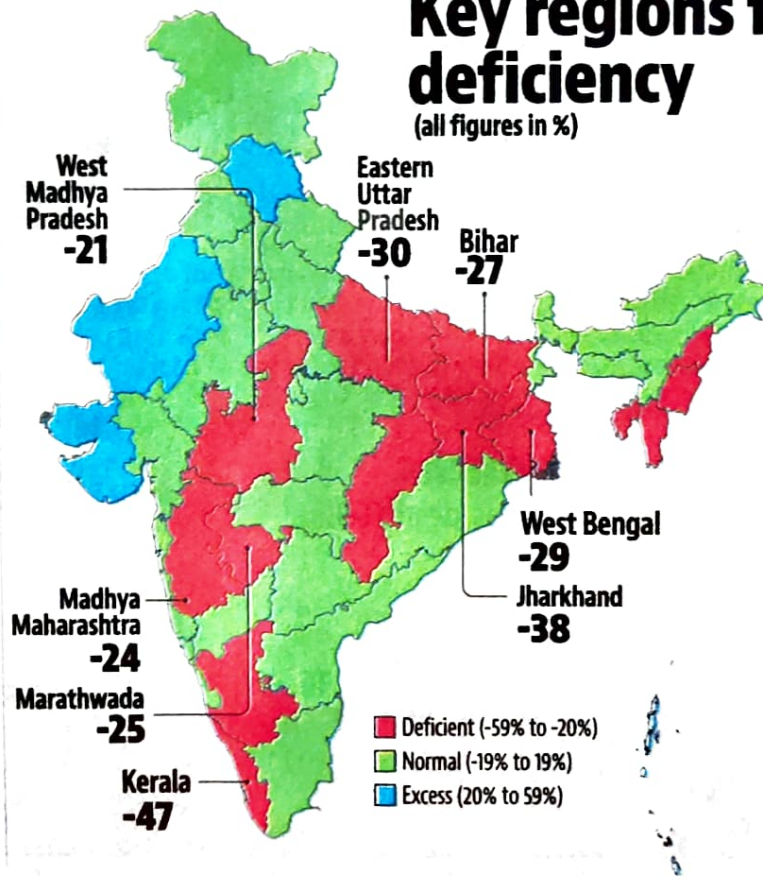 Key regions
deficiency
(all figures in %)
West
Madhya
Pradesh
-21
Eastern
Uttar
Pradesh
-30
Bihar
-27
West Bengal
-29
Jharkhand
-38
Madhya
Maharashtra
-24
Marathwada
-25
Kerala
-47
Deficient (-59% to -20%)
Normal (-19% to 19%)
Excess (20% to 59%)